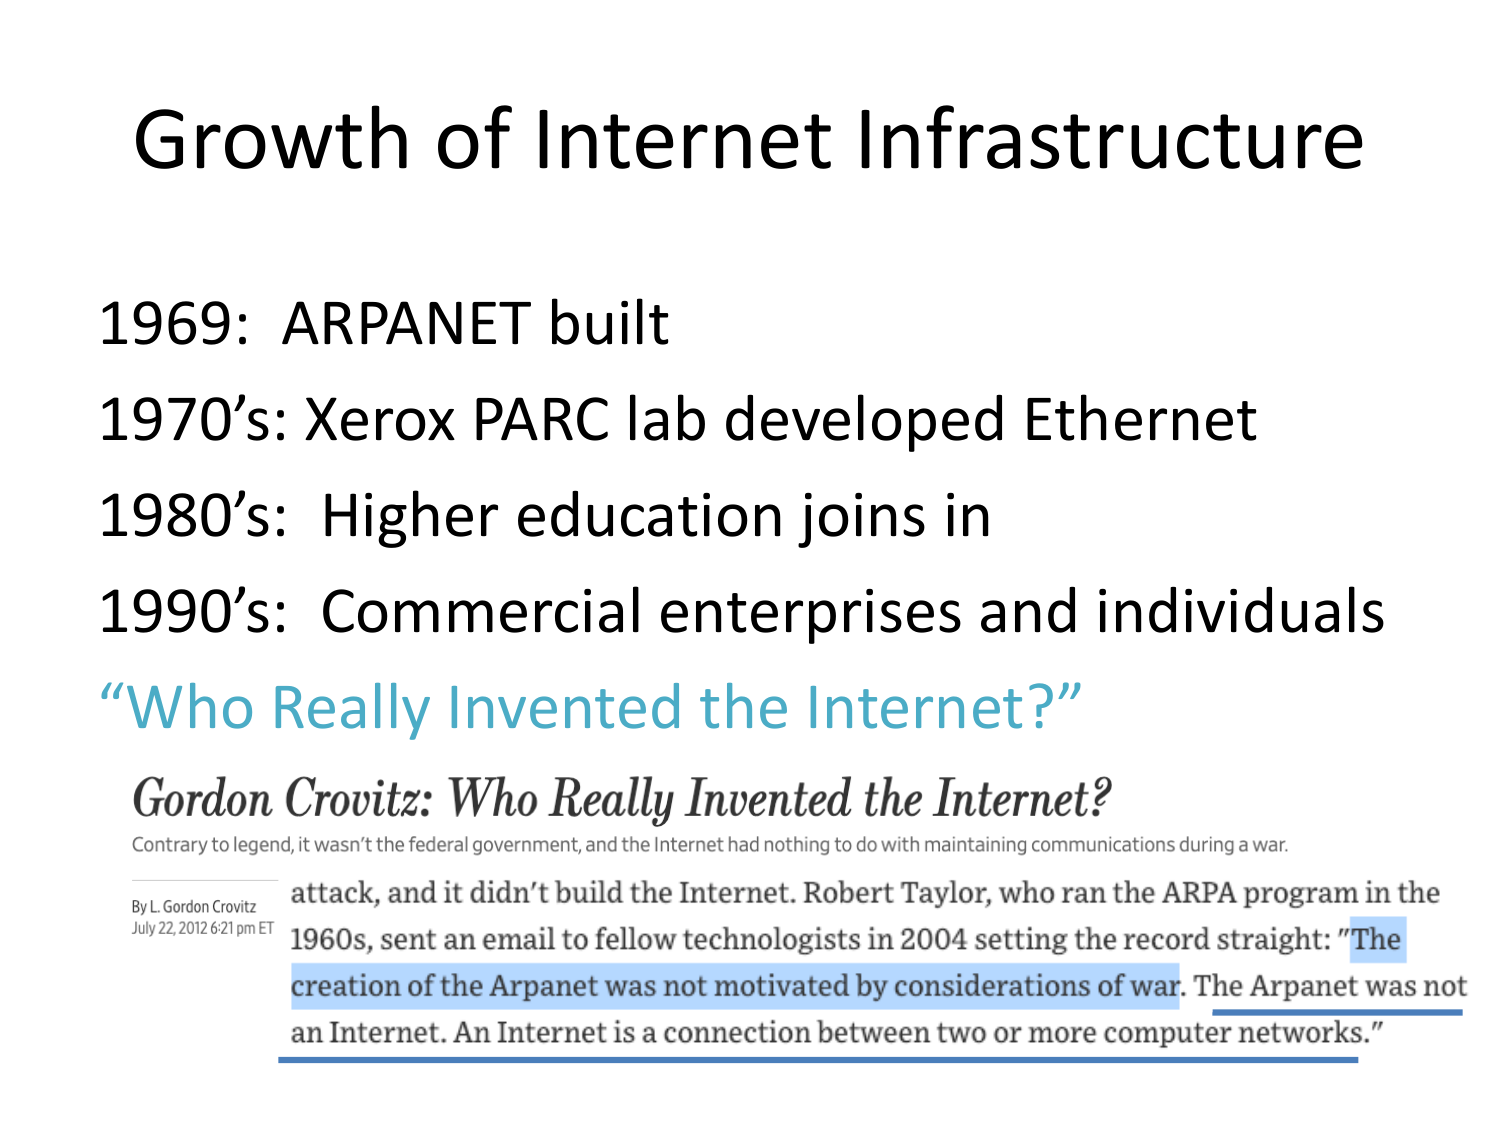 Growth of Internet Infrastructure
1969:  ARPANET built
1970’s: Xerox PARC lab developed Ethernet
1980’s:  Higher education joins in
1990’s:  Commercial enterprises and individuals
“Who Really Invented the Internet?”
Gordon Crovitz: Who Really Invented the Internet?
Contrary to legend, it wasn't the federal government, and the Internet had nothing to do with maintaining communications during a war.
By L. Gordon Crovitz
July 22, 2012 6:21 pm ET
attack, and it didn't build the Internet. Robert Taylor, who ran the ARPA program in the
1960s, sent an email to fellow technologists in 2004 setting the record straight: "The
creation of the Arpanet was not motivated by considerations of war. The Arpanet was not
an Internet. An Internet is a connection between two or more computer networks."